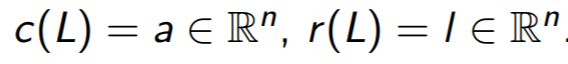 c(L) = a ∈ ℝⁿ, r(L) = l ∈ ℝⁿ.